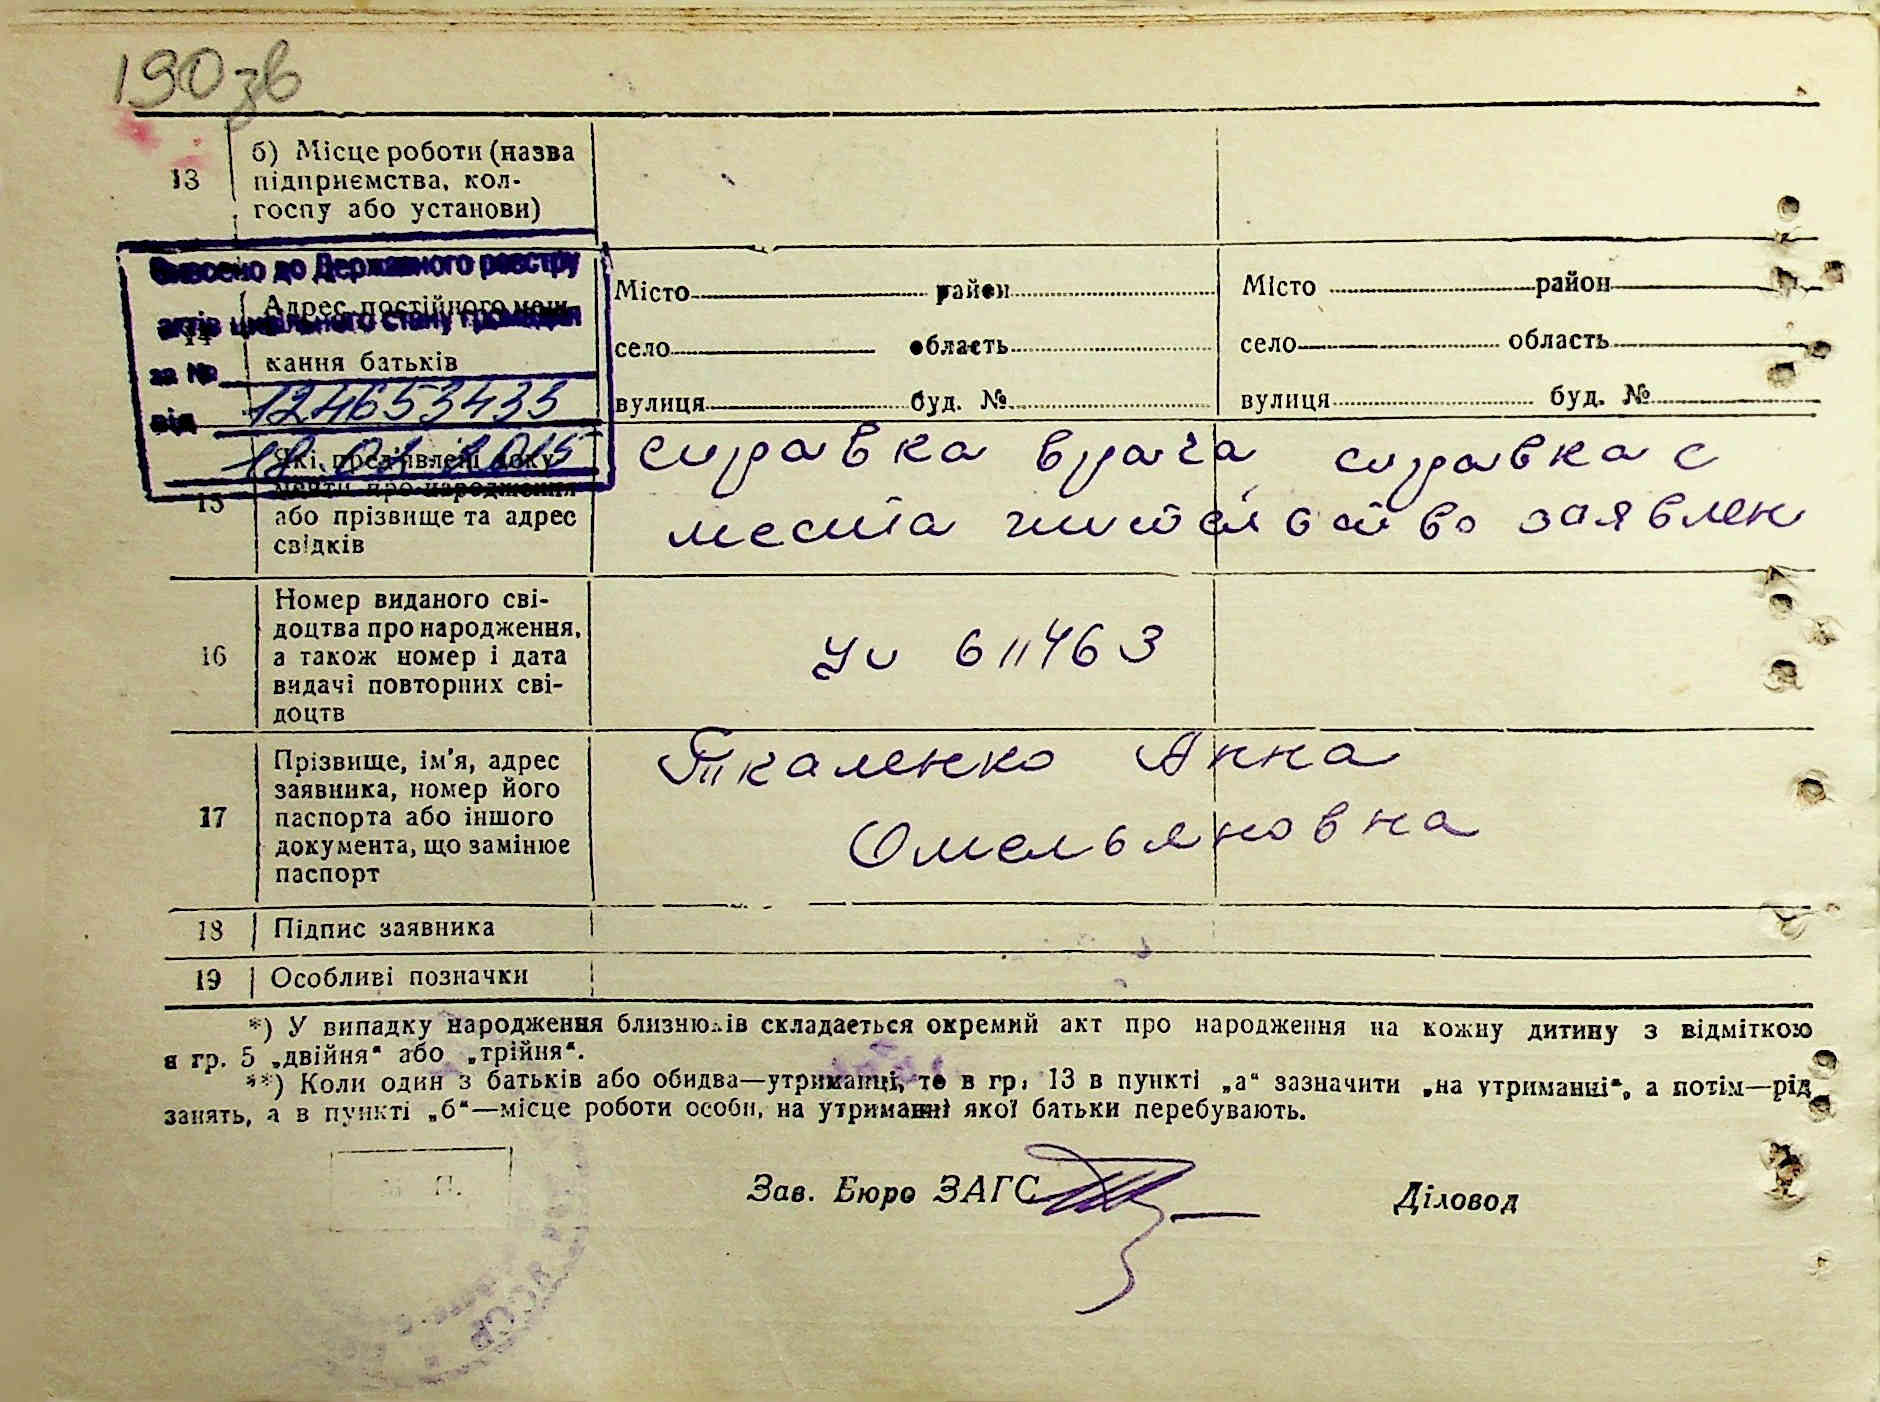 190 зв
13
б) Місце роботи (назва
підприємства, кол-
госпу або установи)
Внесено до Державного реєстру
актів цивільного стану громадян
за № 124653433
від
14
Адрес постійного меш-
кання батьків
Місто район
село область
вулиця буд. №
Місто район
село область
вулиця буд. №
15
Які пред'явлені доку-
менти про народження
або прізвище та адрес
свідків
справка врача справка с
места жительство заявлен
16
Номер виданого сві-
доцтва про народження,
а також номер і дата
видачі повторних сві-
доцтв
611463
17
Прізвище, ім'я, адрес
заявника, номер його
паспорта або іншого
документа, що замінює
паспорт
Ткаленко Анна
Омельяновна
18 Підпис заявника
19 Особливі позначки
*) У випадку народження близнюків складається окремий акт про народження на кожну дитину з відміткою
в гр. 5 „двійня“ або „трійня“.
**) Коли один з батьків або обидва—утриманці, то в гр. 13 в пункті „а“ зазначити „на утриманні“, а потім—рід
занять, а в пункті „б“—місце роботи особи, на утриманні якої батьки перебувають.
М. П.
Зав. Бюро ЗАГС
Діловод